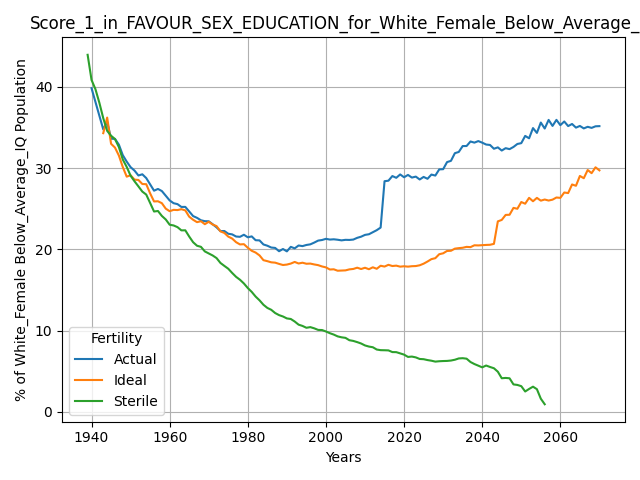 Score_1_in_FAVOUR_SEX_EDUCATION_for_White_Female_Below_Average_
% of White_Female Below_Average_IQ Population
40
30
20
10
0
Fertility
Actual
Ideal
Sterile
1940 1960 1980 2000 2020 2040 2060
Years